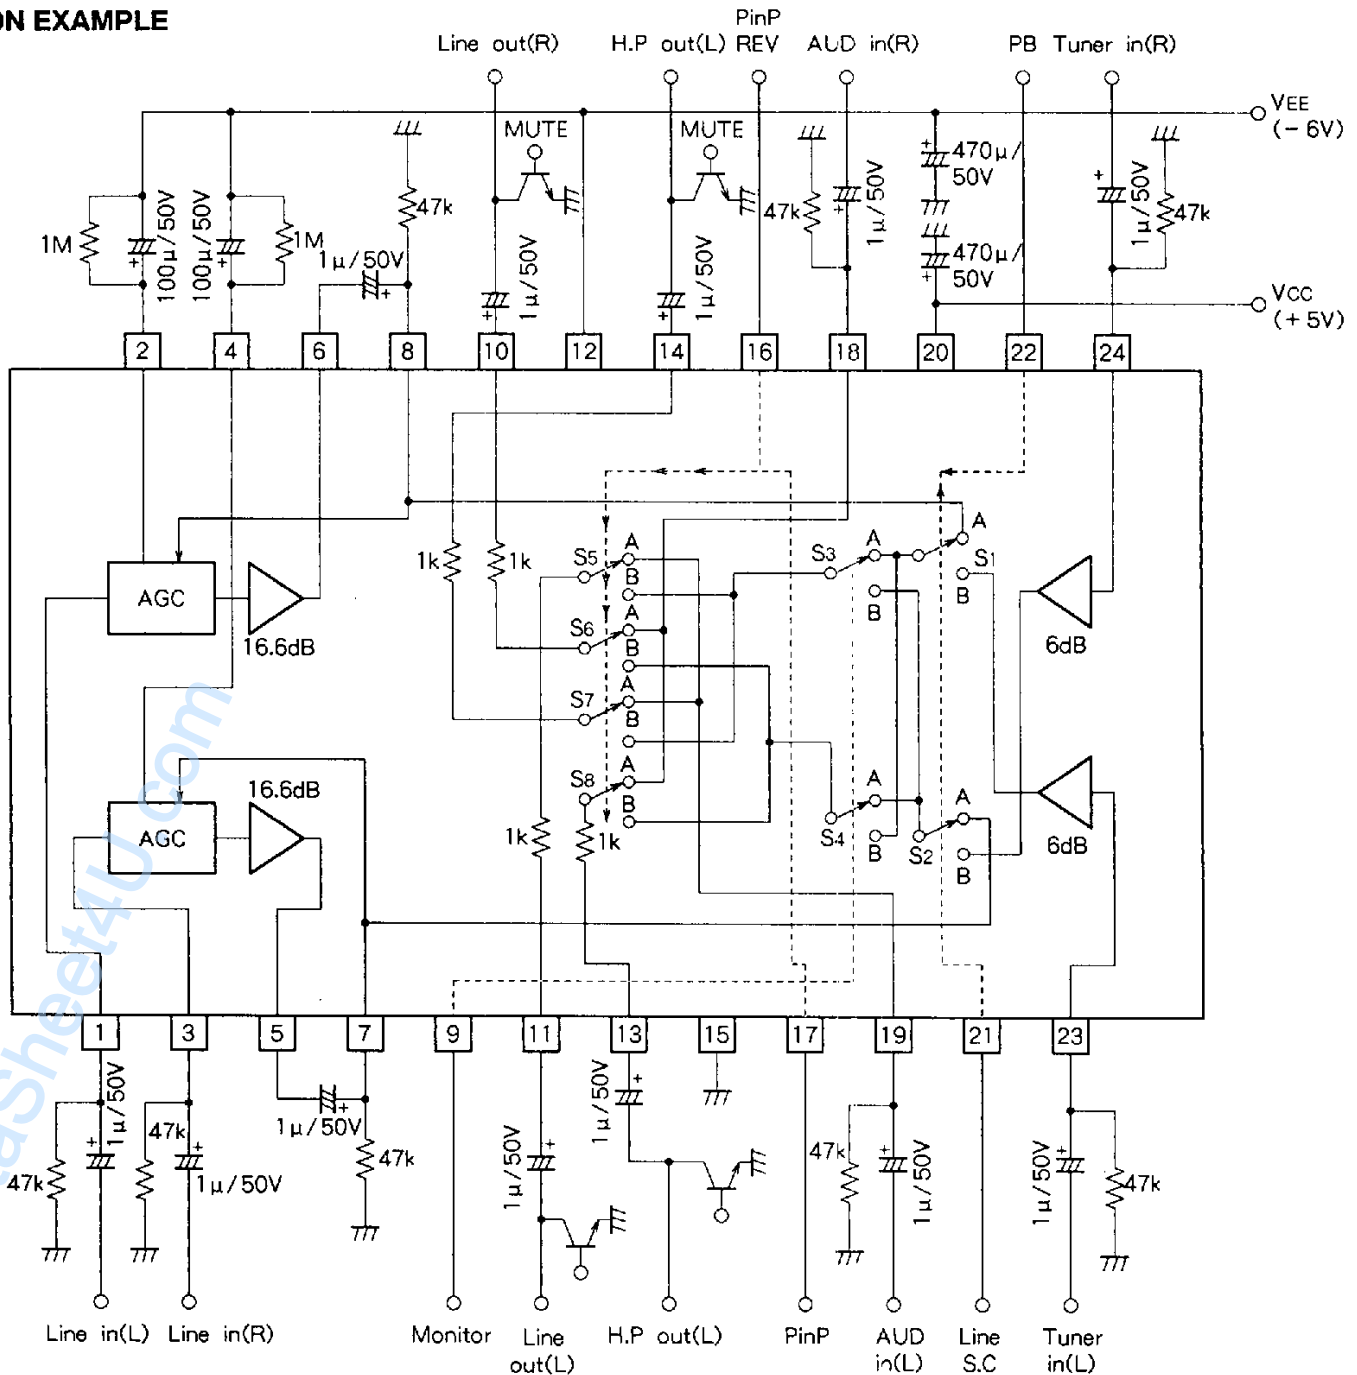 ON EXAMPLE
PinP
Line out(R) H.P out(L) REV AUD in(R) PB Tuner in(R)
VEE
(-6V)
MUTE MUTE
470µ/
50V
1M 100µ/50V 100µ/50V 1M
47k
1µ/50V
1µ/50V
1µ/50V
47k
1µ/50V
1µ/50V
47k
470µ/
50V
VCC
(+5V)
2 4 6 8 10 12 14 16 18 20 22 24
1k 1k
S5 A B
S6 A B
S7 A B
S8 A B
S3 A B
S1 A B
AGC
16.6dB
6dB
16.6dB
AGC
1k 1k
S4 A B
S2 A B
6dB
1 3 5 7 9 11 13 15 17 19 21 23
1µ/50V
47k
47k
1µ/50V
1µ/50V
47k
1µ/50V
1µ/50V
47k
1µ/50V
1µ/50V
47k
Line in(L) Line in(R) Monitor Line H.P out(L) PinP AUD Line Tuner
out(L) in(L) S.C in(L)
aSheet4U.com